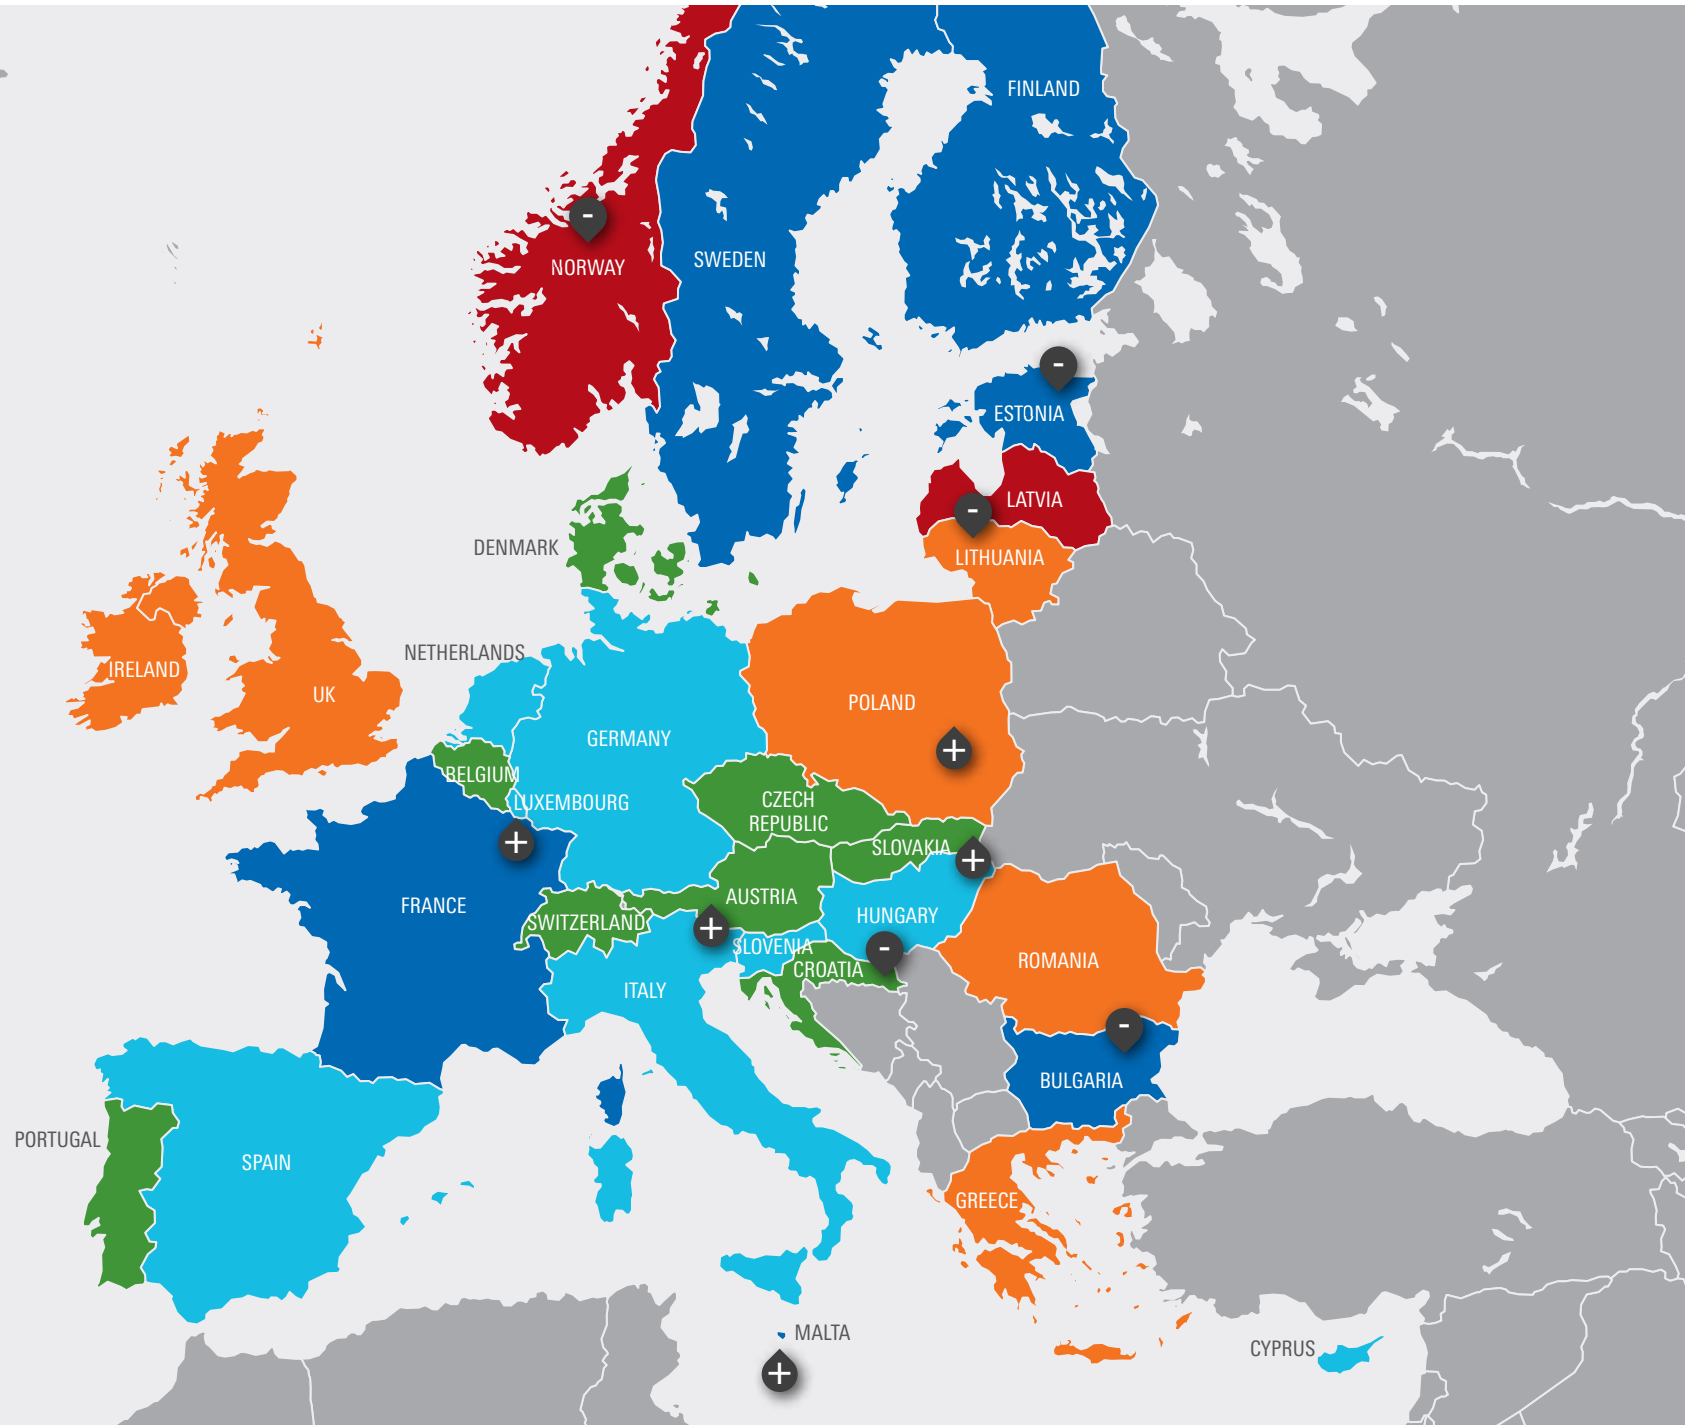 FINLAND
-
NORWAY
SWEDEN
-
ESTONIA
LATVIA
-
DENMARK
LITHUANIA
NETHERLANDS
IRELAND
UK
POLAND
GERMANY
+
BELGIUM
LUXEMBOURG
CZECH
REPUBLIC
+
SLOVAKIA
+
FRANCE
AUSTRIA
SWITZERLAND
+
HUNGARY
SLOVENIA
-
CROATIA
ROMANIA
ITALY
-
BULGARIA
PORTUGAL
SPAIN
GREECE
MALTA
CYPRUS
+